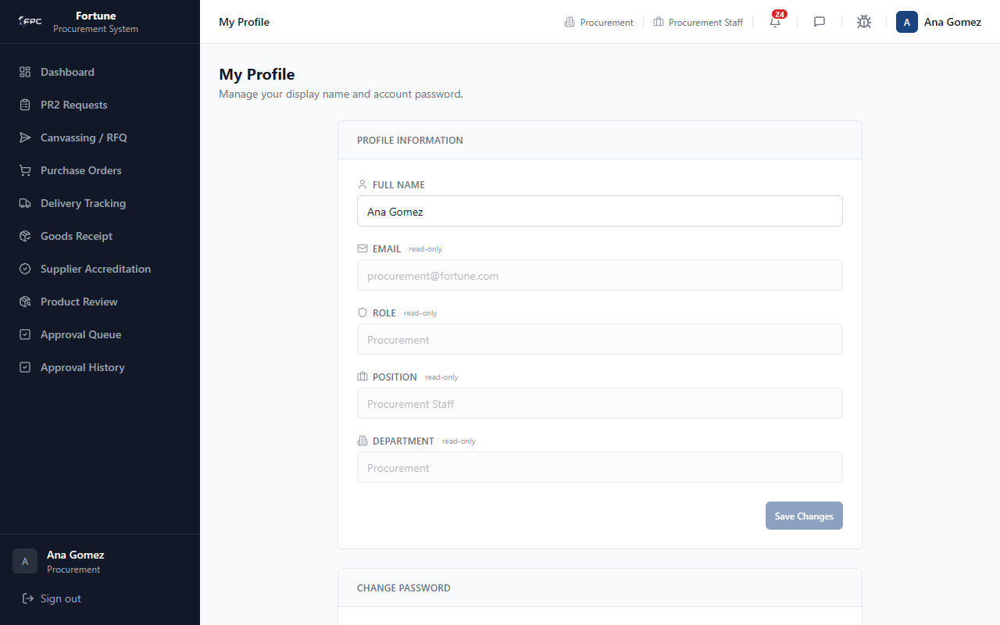 FPC
Fortune
Procurement System
My Profile
Procurement
Procurement Staff
24
A
Ana Gomez
Dashboard
PR2 Requests
Canvassing / RFQ
Purchase Orders
Delivery Tracking
Goods Receipt
Supplier Accreditation
Product Review
Approval Queue
Approval History
A
Ana Gomez
Procurement
Sign out
My Profile
Manage your display name and account password.
PROFILE INFORMATION
FULL NAME
Ana Gomez
EMAIL read-only
procurement@fortune.com
ROLE read-only
Procurement
POSITION read-only
Procurement Staff
DEPARTMENT read-only
Procurement
Save Changes
CHANGE PASSWORD